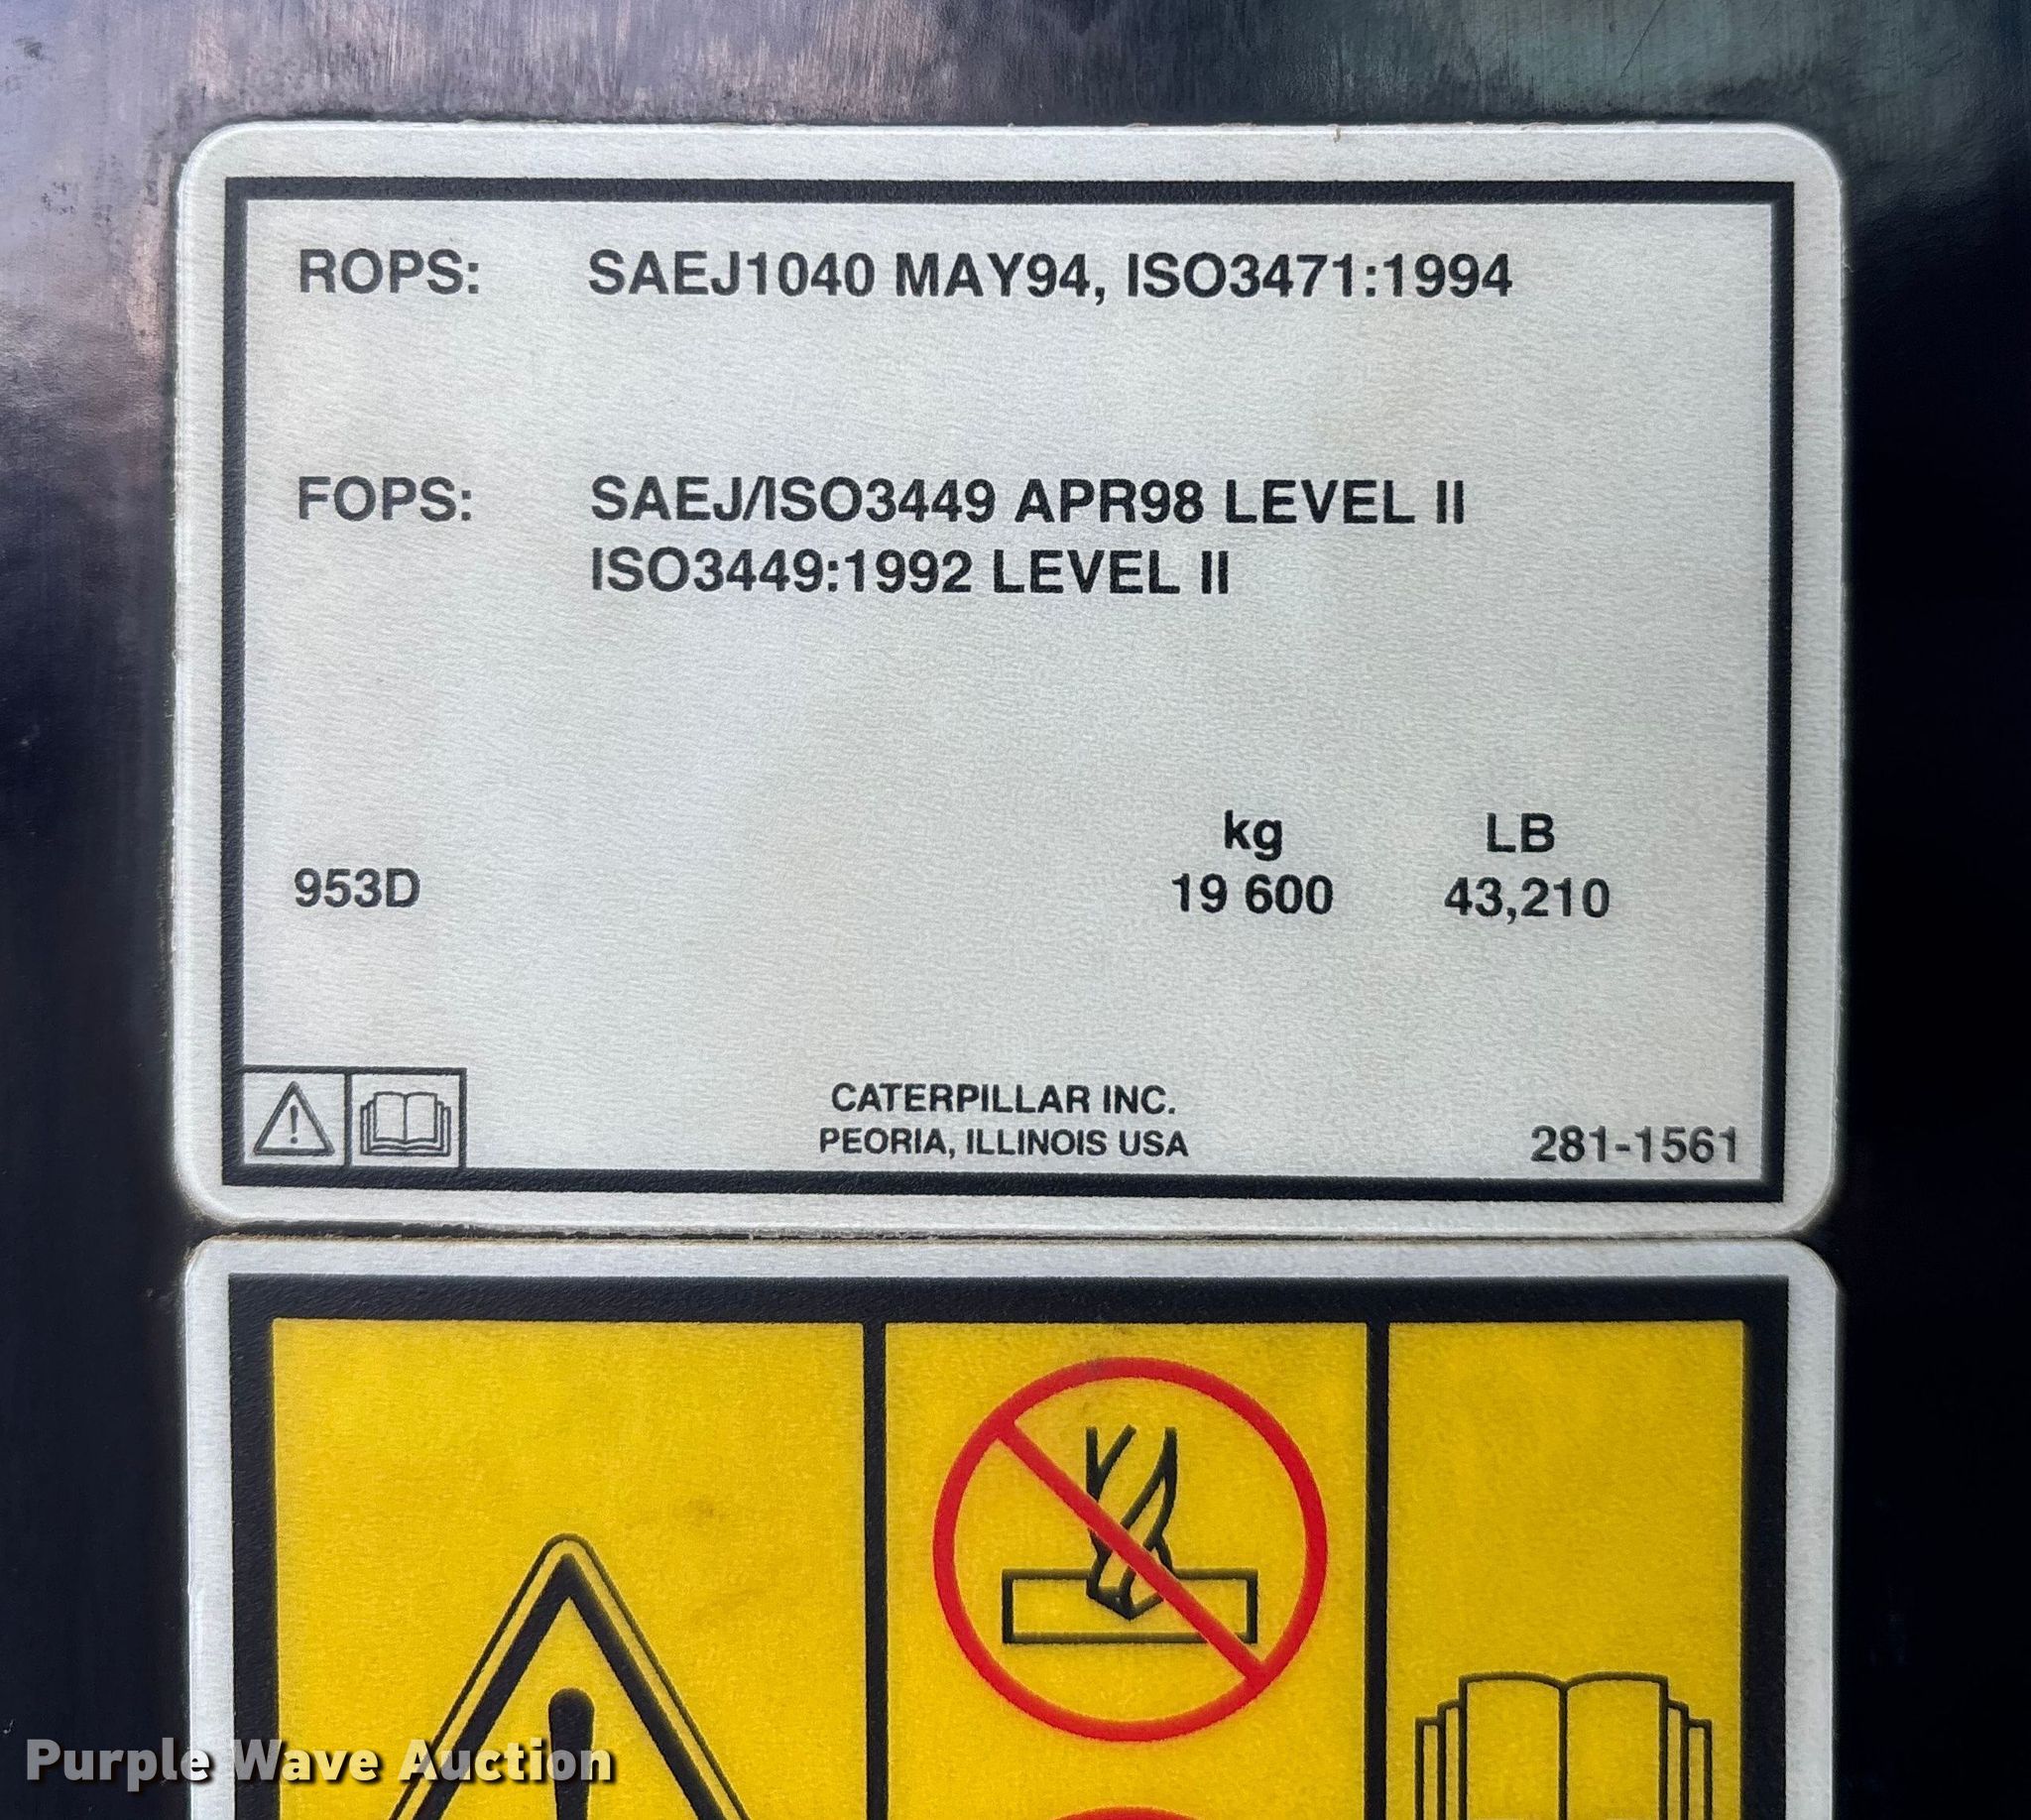 ROPS: SAEJ1040 MAY94, ISO3471:1994
FOPS: SAEJ/ISO3449 APR98 LEVEL II
ISO3449:1992 LEVEL II
kg LB
953D 19 600 43,210
CATERPILLAR INC.
PEORIA, ILLINOIS USA
281-1561
Purple Wave Auction